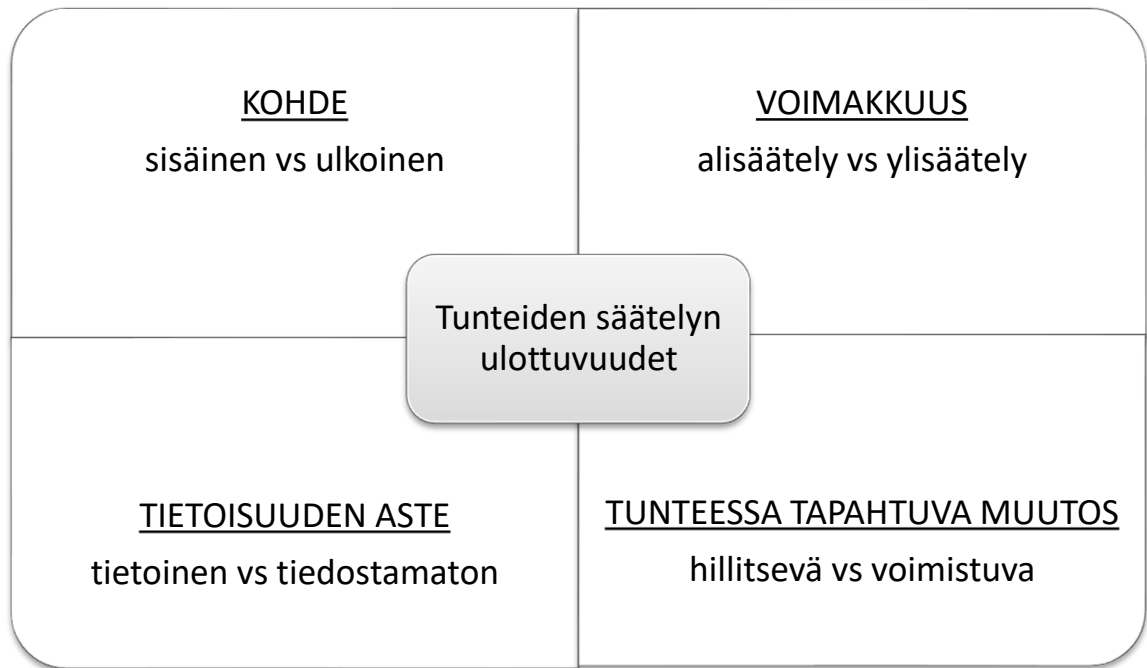 KOHDE
sisäinen vs ulkoinen
VOIMAKKUUS
alisäätely vs ylisäätely
Tunteiden säätelyn
ulottuvuudet
TIETOISUUDEN ASTE
tietoinen vs tiedostamaton
TUNTEESSA TAPAHTUVA MUUTOS
hillitsevä vs voimistuva